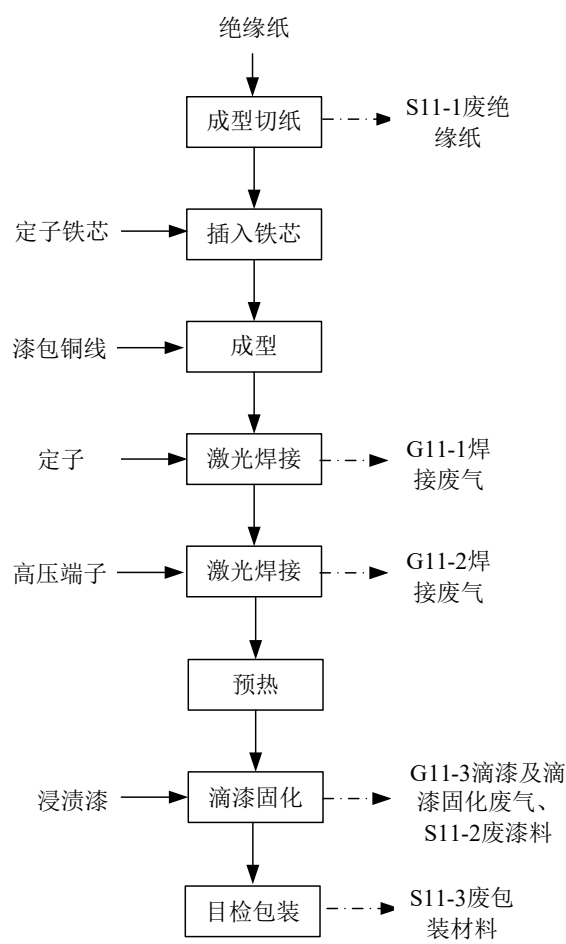 绝缘纸
成型切纸
S11-1废绝
缘纸
定子铁芯
插入铁芯
漆包铜线
成型
定子
激光焊接
G11-1焊
接废气
高压端子
激光焊接
G11-2焊
接废气
预热
浸渍漆
滴漆固化
G11-3滴漆及滴
漆固化废气、
S11-2废漆料
目检包装
S11-3废包
装材料